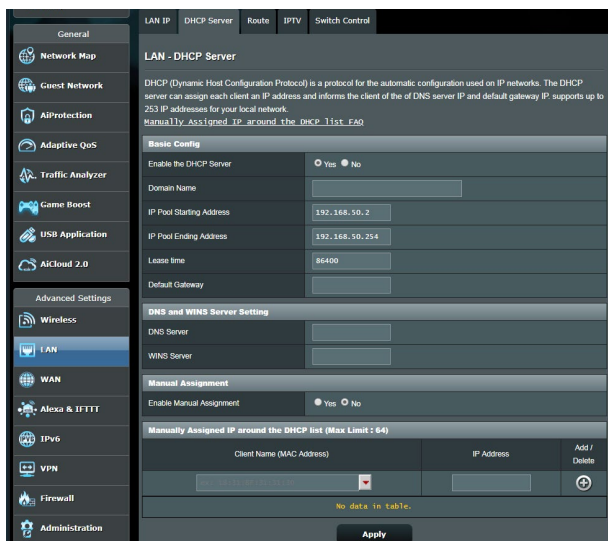 General
Network Map
Guest Network
AiProtection
Adaptive QoS
Traffic Analyzer
Game Boost
USB Application
AiCloud 2.0
Advanced Settings
Wireless
LAN
WAN
Alexa & IFTTT
IPv6
VPN
Firewall
Administration
LAN IP DHCP Server Route IPTV Switch Control
LAN - DHCP Server
DHCP (Dynamic Host Configuration Protocol) is a protocol for the automatic configuration used on IP networks. The DHCP
server can assign each client an IP address and informs the client of the of DNS server IP and default gateway IP. supports up to
253 IP addresses for your local network.
Manually Assigned IP around the DHCP list FAQ
Basic Config
Enable the DHCP Server Yes No
Domain Name
IP Pool Starting Address 192.168.50.2
IP Pool Ending Address 192.168.50.254
Lease time 86400
Default Gateway
DNS and WINS Server Setting
DNS Server
WINS Server
Manual Assignment
Enable Manual Assignment Yes No
Manually Assigned IP around the DHCP list (Max Limit : 64)
Client Name (MAC Address) IP Address Add /
Delete
No data in table.
Apply